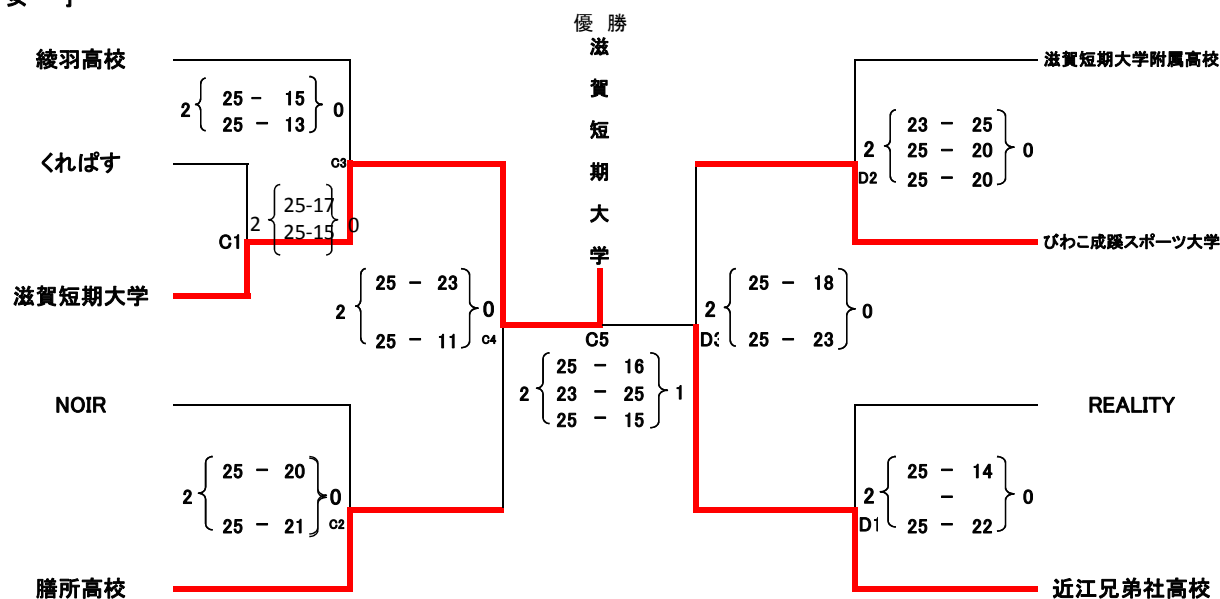 優 勝
滋賀短期大学
綾羽高校
2 25 - 15 0
25 - 13
くれぱす
C3
2 25-17 0
25-15
C1
滋賀短期大学
2 25 - 23 0
25 - 11
C4
NOIR
2 25 - 20 0
25 - 21
C2
膳所高校
C5
2 25 - 16 1
23 - 25
25 - 15
滋賀短期大学附属高校
2 23 - 25 0
25 - 20
25 - 20
D2
びわこ成蹊スポーツ大学
2 25 - 18 0
25 - 23
D3
REALITY
2 25 - 14 0
-
25 - 22
D1
近江兄弟社高校